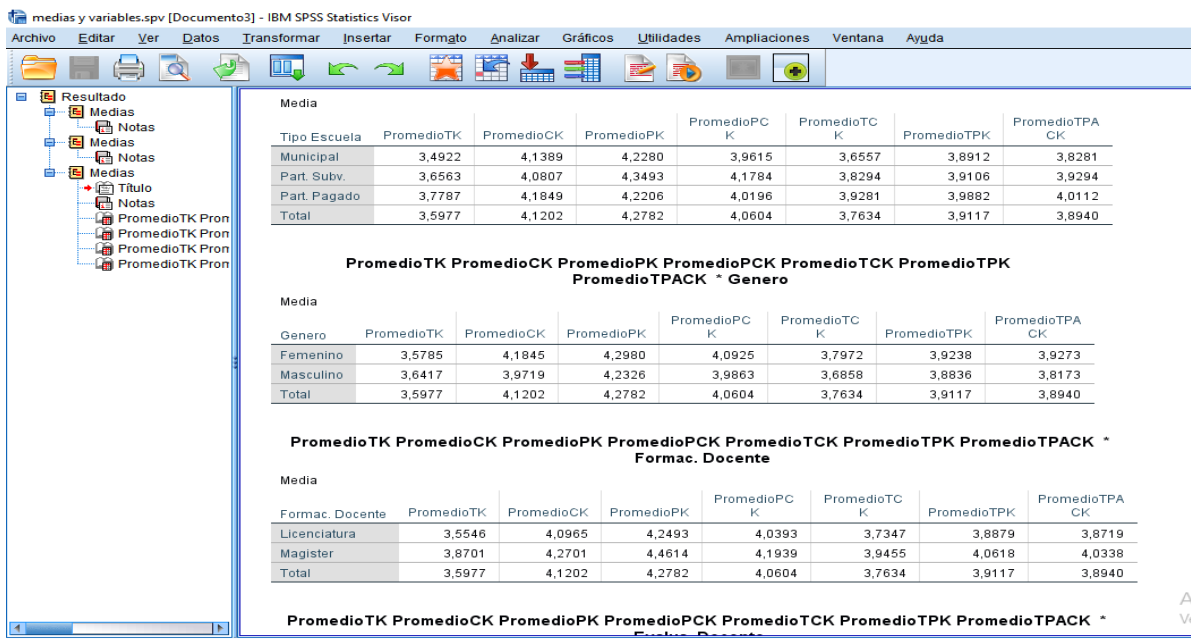 medias y variables.spv [Documento3] - IBM SPSS Statistics Visor
Archivo Editar Ver Datos Transformar Insertar Formato Analizar Gráficos Utilidades Ampliaciones Ventana Ayuda
Resultado
Medias
Notas
Medias
Notas
Medias
Título
Notas
PromedioTK Prom
PromedioTK Prom
PromedioTK Prom
PromedioTK Prom
Media
Tipo Escuela PromedioTK PromedioCK PromedioPK PromedioPC K PromedioTC K PromedioTPK PromedioTPA CK
Municipal 3,4922 4,1389 4,2280 3,9615 3,6557 3,8912 3,8281
Part. Subv. 3,6563 4,0807 4,3493 4,1784 3,8294 3,9106 3,9294
Part. Pagado 3,7787 4,1849 4,2206 4,0196 3,9281 3,9882 4,0112
Total 3,5977 4,1202 4,2782 4,0604 3,7634 3,9117 3,8940
PromedioTK PromedioCK PromedioPK PromedioPCK PromedioTCK PromedioTPK
PromedioTPACK * Genero
Media
Genero PromedioTK PromedioCK PromedioPK PromedioPC K PromedioTC K PromedioTPK PromedioTPA CK
Femenino 3,5785 4,1845 4,2980 4,0925 3,7972 3,9238 3,9273
Masculino 3,6417 3,9719 4,2326 3,9863 3,6858 3,8836 3,8173
Total 3,5977 4,1202 4,2782 4,0604 3,7634 3,9117 3,8940
PromedioTK PromedioCK PromedioPK PromedioPCK PromedioTCK PromedioTPK PromedioTPACK *
Formac. Docente
Media
Formac. Docente PromedioTK PromedioCK PromedioPK PromedioPC K PromedioTC K PromedioTPK PromedioTPA CK
Licenciatura 3,5546 4,0965 4,2493 4,0393 3,7347 3,8879 3,8719
Magister 3,8701 4,2701 4,4614 4,1939 3,9455 4,0618 4,0338
Total 3,5977 4,1202 4,2782 4,0604 3,7634 3,9117 3,8940
PromedioTK PromedioCK PromedioPK PromedioPCK PromedioTCK PromedioTPK PromedioTPACK *